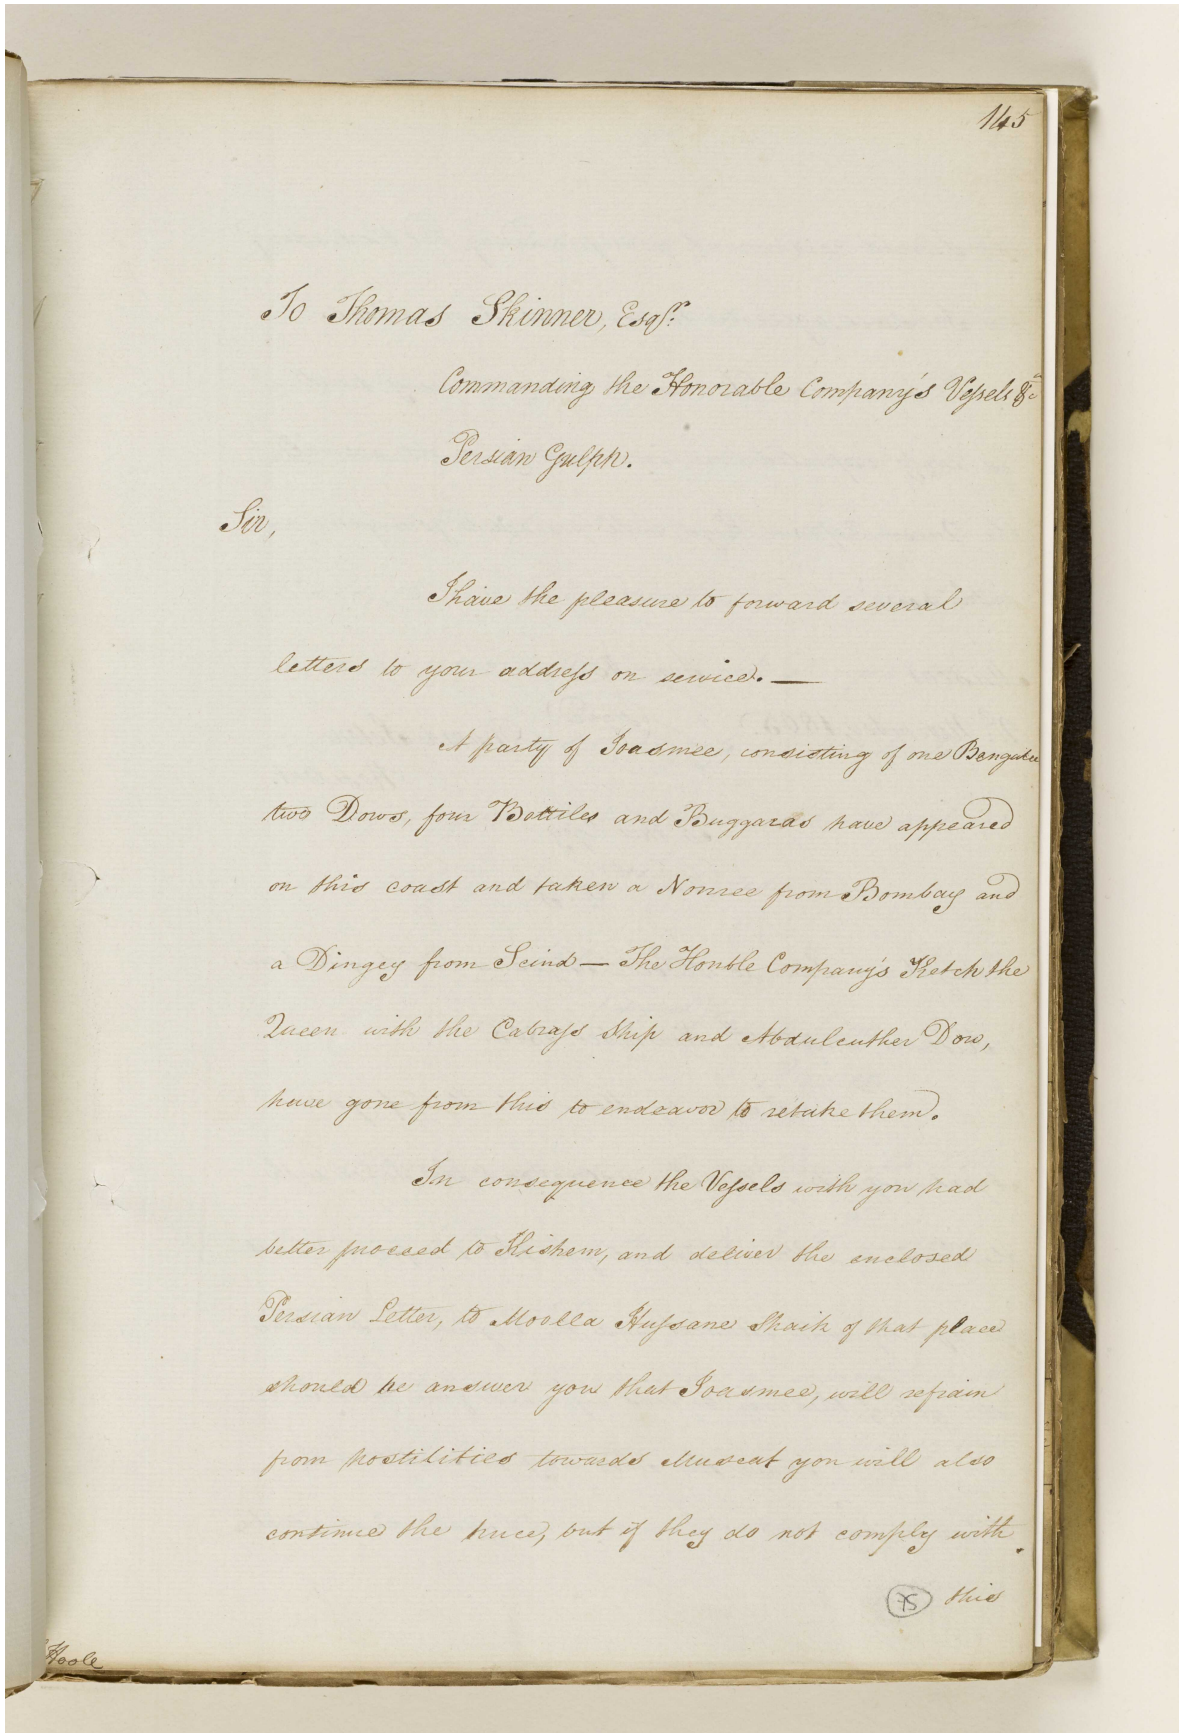 145
To Thomas Skinner, Esqr.
Commanding the Honorable Company's Vessels &ca
Persian Gulph.
Sir,
I have the pleasure to forward several
letters to your address on service. —
A party of Joasmee, consisting of one
two Dows, four Battiles and Buggaras have appeared
on this coast and taken a from Bombay and
a Dingey from Scind — The Honble Company's Ketch the
Queen with the Cabrass Ship and Dow,
have gone from this to endeavor to retake them.
In consequence the Vessels with you had
better proceed to Kishem, and deliver the enclosed
Persian Letter, to Moolla Hussane Shaik of that place
should he answer you that Joasmee, will refrain
from hostilities towards Muscat you will also
continue the truce, but if they do not comply with
75 this
Hoole